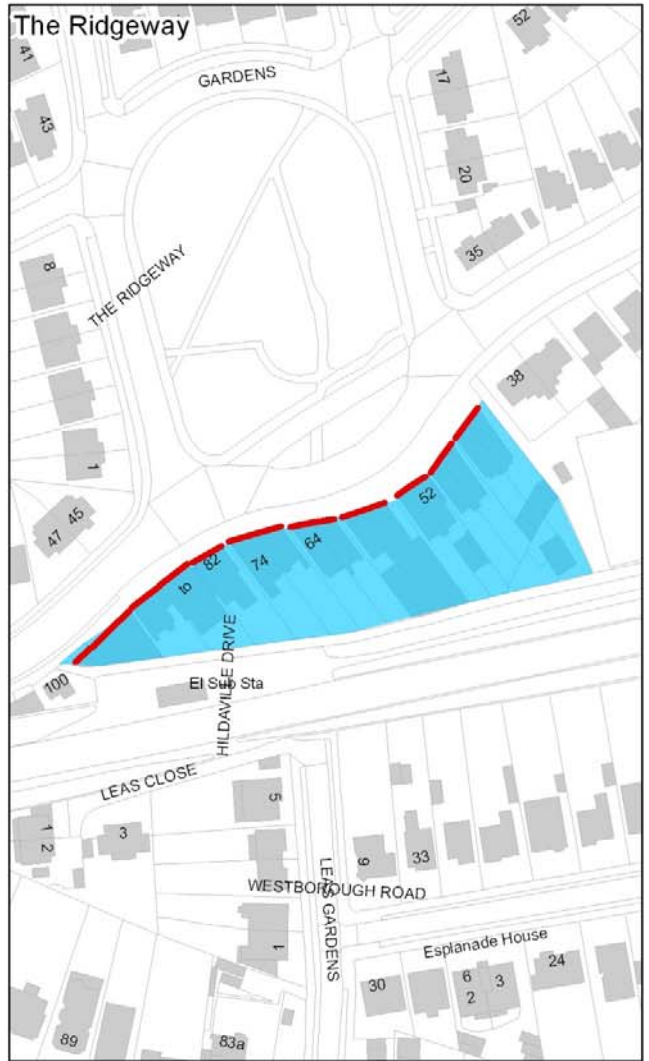 The Ridgeway
52
41
GARDENS
17
43
20
35
THE RIDGEWAY
8
38
1
52
45
47
64
82
74
to
100
El Sub Sta
HILDAVILLE DRIVE
LEAS CLOSE
5
1
2
3
9
33
WESTBOROUGH ROAD
LEAS GARDENS
1
Esplanade House
24
30
6
2
3
89
83a